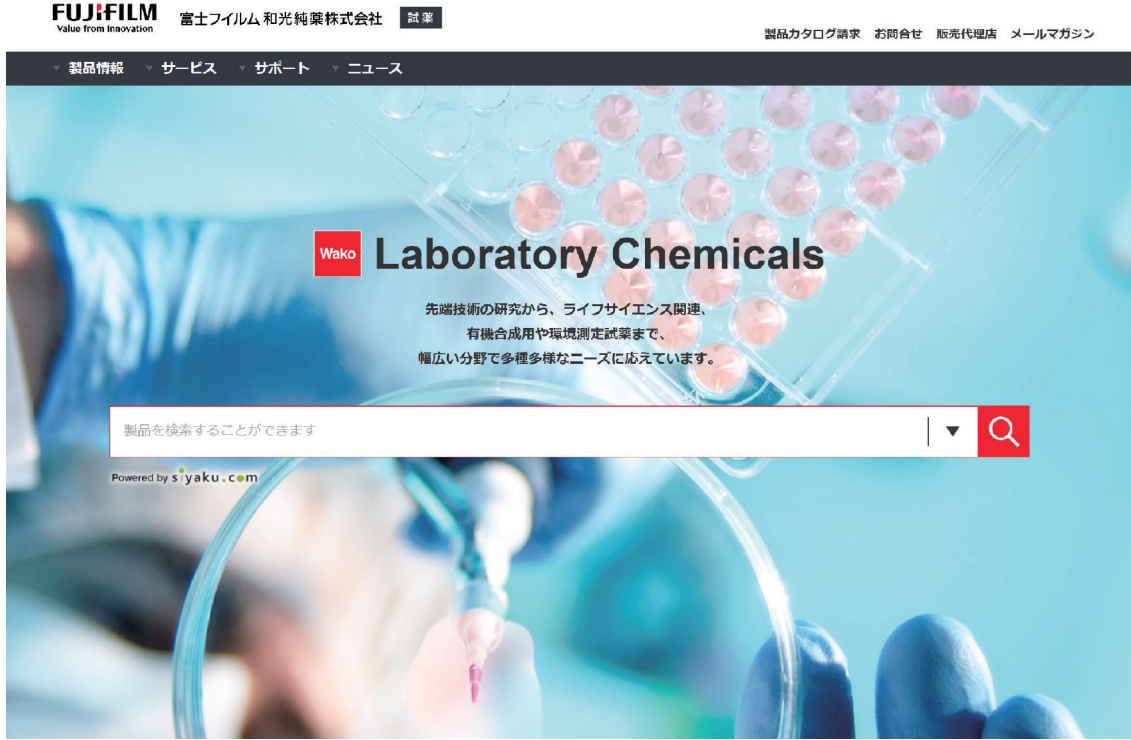 FUJIFILM
Value from Innovation
富士フイルム 和光純薬株式会社
試薬
製品カタログ請求 お問合せ 販売代理店 メールマガジン
製品情報 サービス サポート ニュース
Wako Laboratory Chemicals
先端技術の研究から、ライフサイエンス関連、
有機合成用や環境測定試薬まで、
幅広い分野で多種多様なニーズに応えています。
製品を検索することができます
Powered by siyaku.com